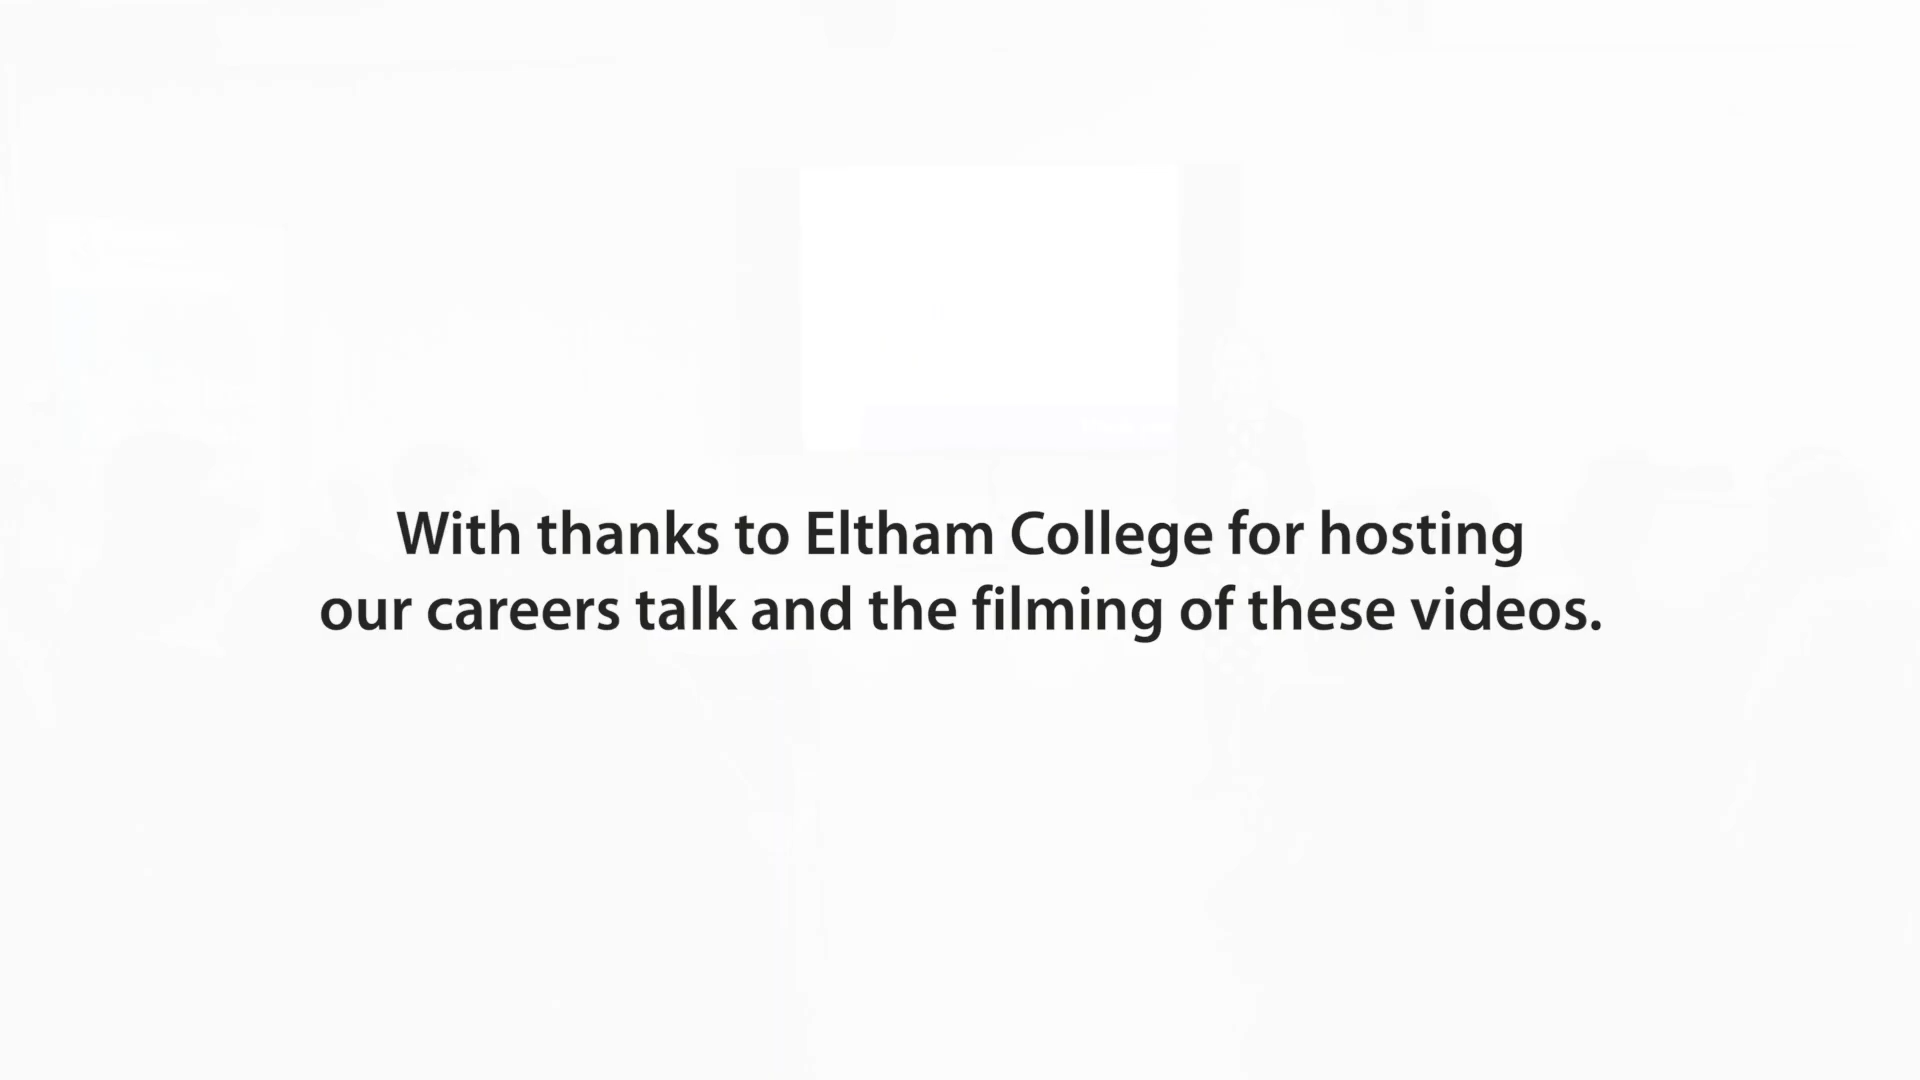 With thanks to Eltham College for hosting
our careers talk and the filming of these videos.